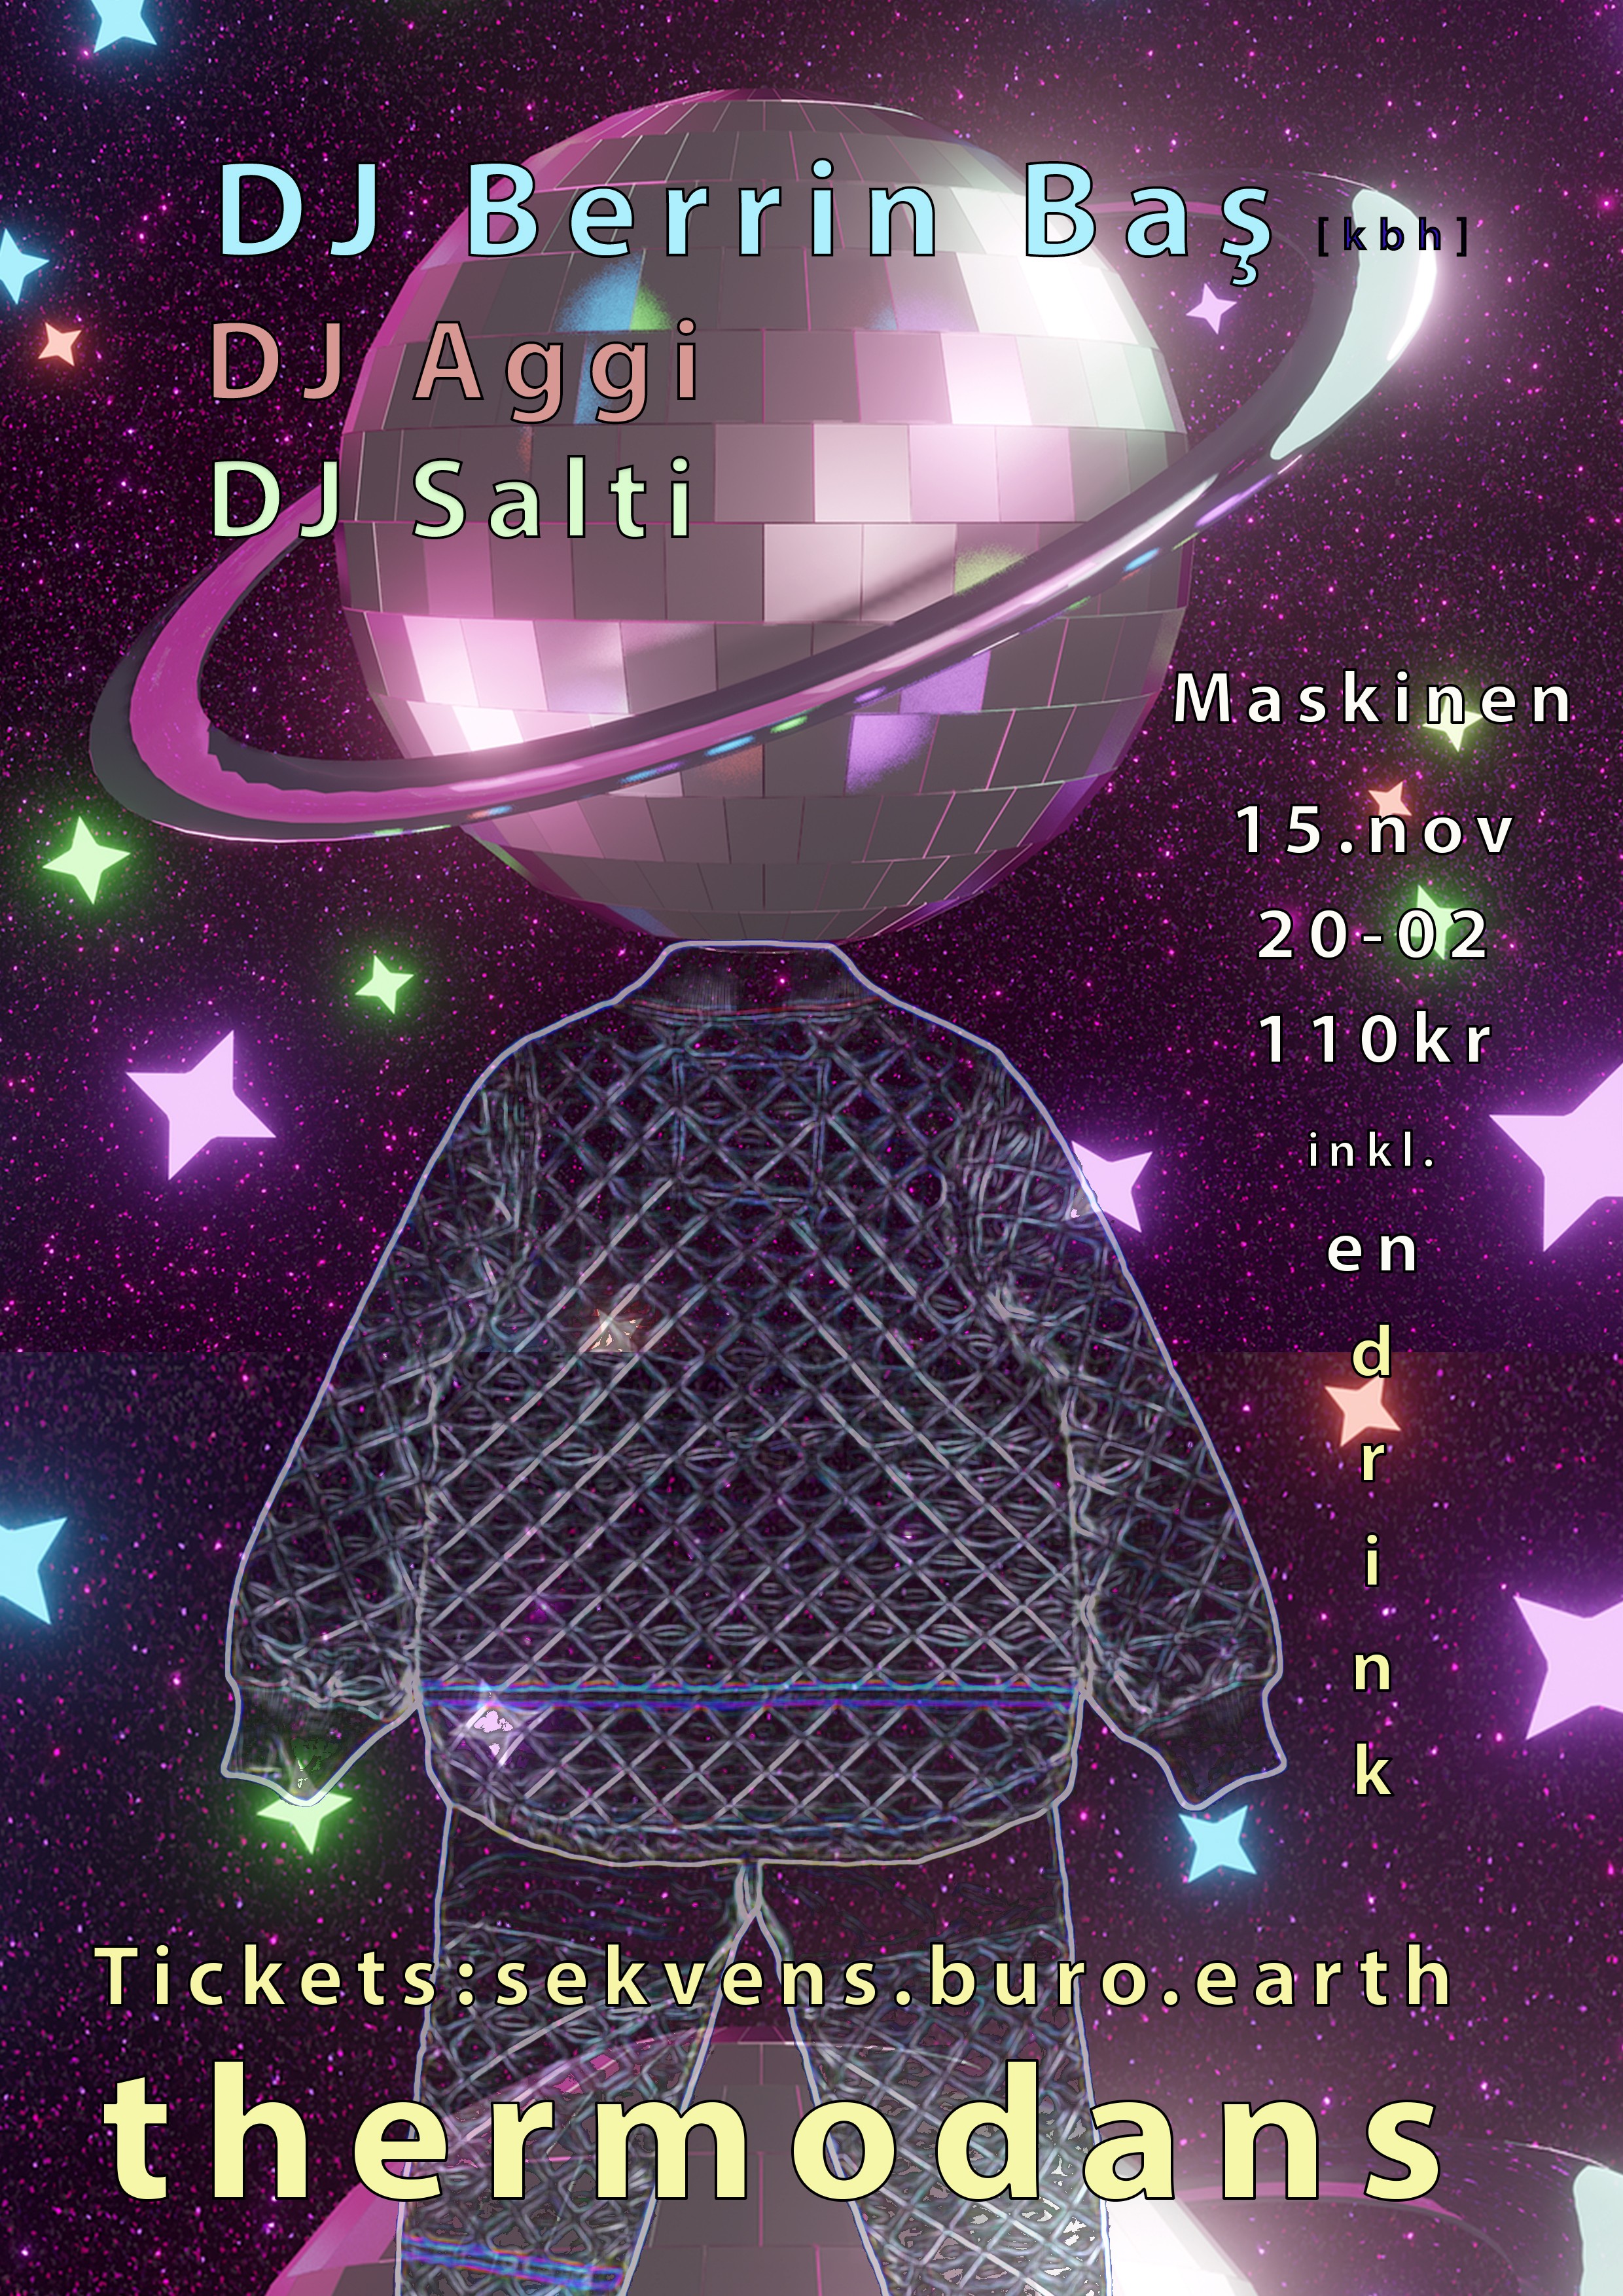 DJ Berrin Baş [kbh]
DJ Aggi
DJ Salti
Maskinen
15.nov
20-02
110kr
inkl.
en
d
r
i
n
k
Tickets:sekvens.buro.earth
thermodans